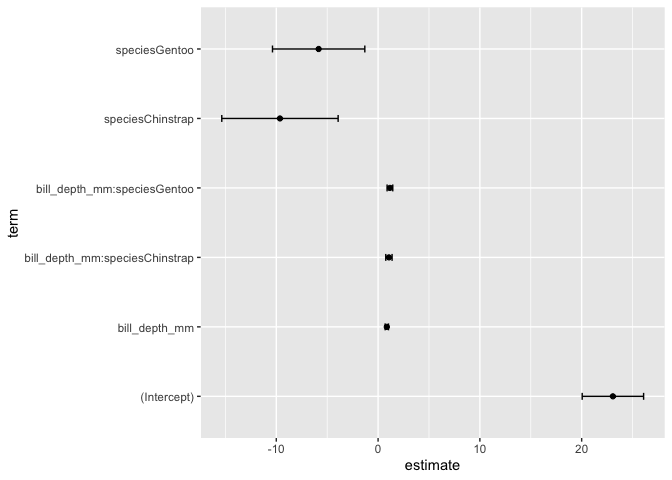 speciesGentoo
speciesChinstrap
bill_depth_mm:speciesGentoo
bill_depth_mm:speciesChinstrap
bill_depth_mm
(Intercept)
term
-10 0 10 20
estimate